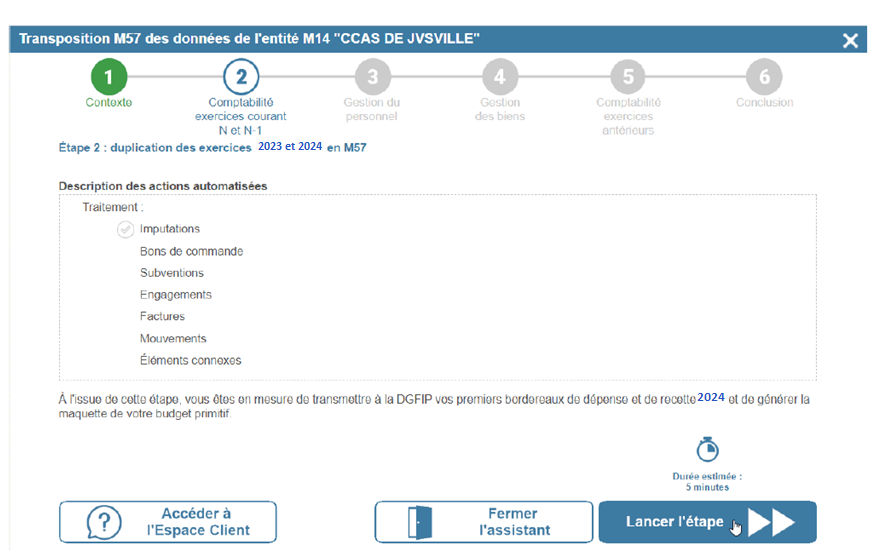 Transposition M57 des données de l'entité M14 "CCAS DE JVSVILLE"
1 2 3 4 5 6
Contexte
Comptabilité
exercices courant
N et N-1
Gestion du
personnel
Gestion
des biens
Comptabilité
exercices
antérieurs
Conclusion
Étape 2 : duplication des exercices 2023 et 2024 en M57
Description des actions automatisées
Traitement :
Imputations
Bons de commande
Subventions
Engagements
Factures
Mouvements
Éléments connexes
À l'issue de cette étape, vous êtes en mesure de transmettre à la DGFIP vos premiers bordereaux de dépense et de recette 2024 et de générer la
maquette de votre budget primitif.
Durée estimée :
5 minutes
?
Accéder à
l'Espace Client
Fermer
l'assistant
Lancer l'étape